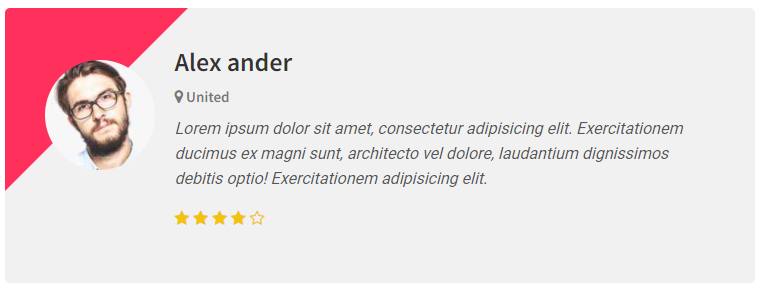 Alex ander
United
Lorem ipsum dolor sit amet, consectetur adipisicing elit. Exercitationem
ducimus ex magni sunt, architecto vel dolore, laudantium dignissimos
debitis optio! Exercitationem adipisicing elit.